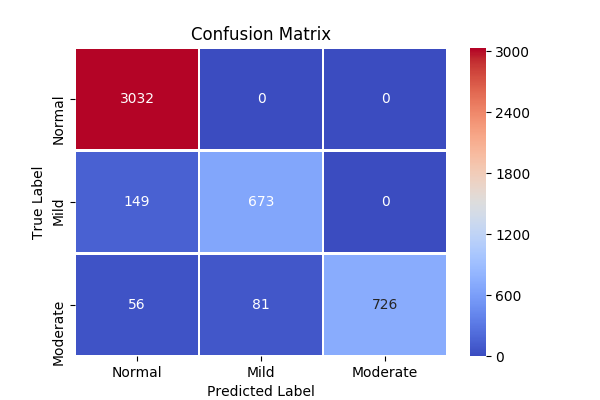 Confusion Matrix
True Label
Normal
3032
0
0
Mild
149
673
0
Moderate
56
81
726
Normal
Mild
Moderate
Predicted Label
3000
2400
1800
1200
600
0